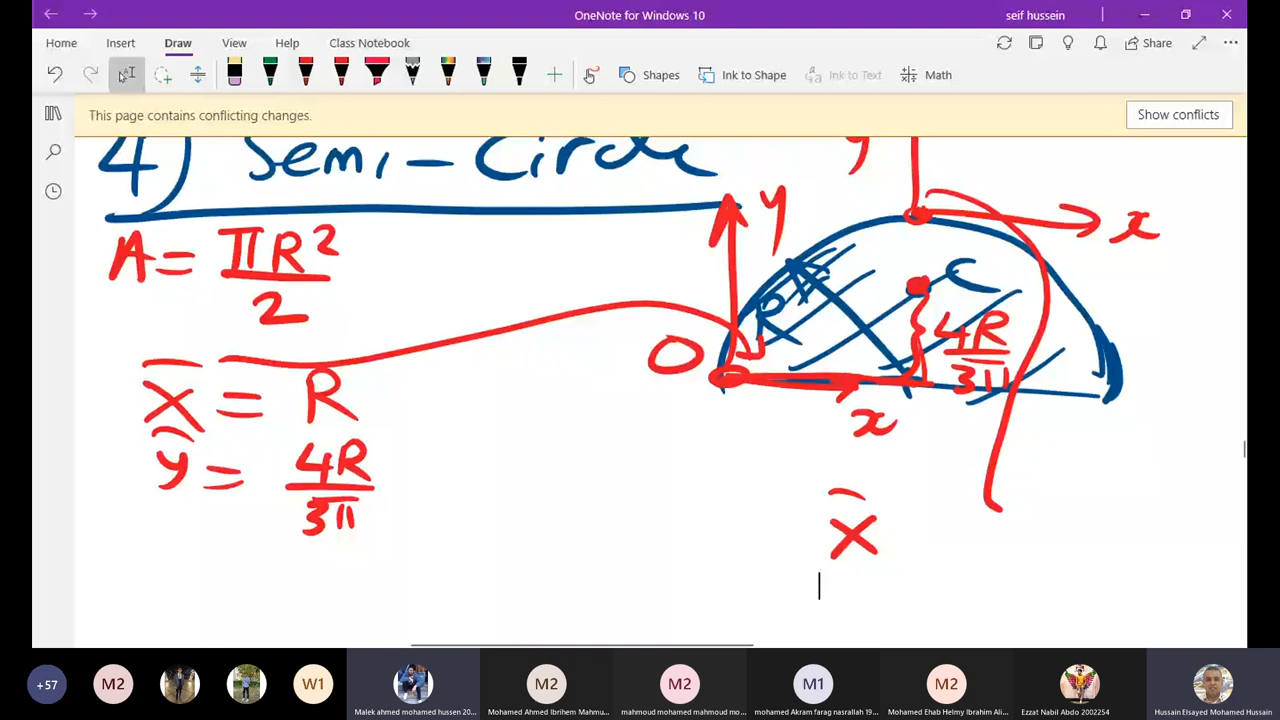 OneNote for Windows 10
seif hussein
Home Insert Draw View Help Class Notebook
Share
Shapes Ink to Shape Ink to Text Math
This page contains conflicting changes.
Show conflicts
4) Semi-Circle
y
x
y
A = πR²/2
C
R
4R/3π
O
x
x̄ = R
ȳ = 4R/3π
x̄
+57 M2 W1 M2 M2 M1 M2
Malek ahmed mohamed hussen 20...
Mohamed Ahmed Ibrihem Mahmu...
mahmoud mohamed mahmoud mo...
mohamed Akram farag nasrallah 19...
Mohamed Ehab Helmy Ibrahim Ali...
Ezzat Nabil Abdo 2002254
Hussain Elsayed Mohamed Hussain